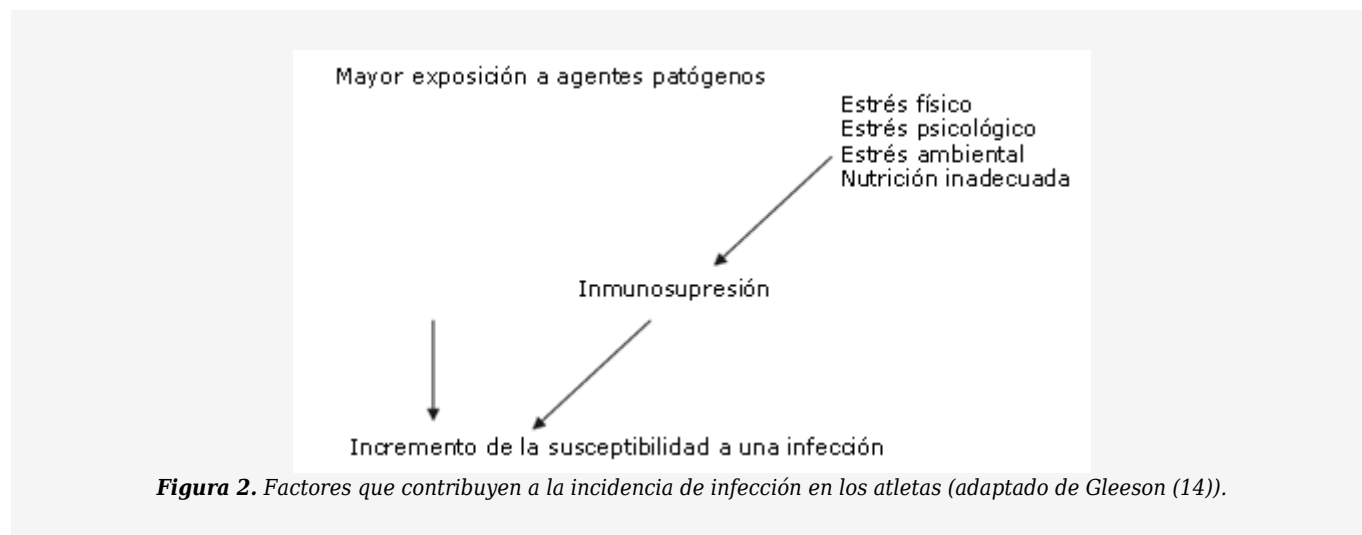 Mayor exposición a agentes patógenos
Estrés físico
Estrés psicológico
Estrés ambiental
Nutrición inadecuada
Inmunosupresión
Incremento de la susceptibilidad a una infección
Figura 2. Factores que contribuyen a la incidencia de infección en los atletas (adaptado de Gleeson (14)).